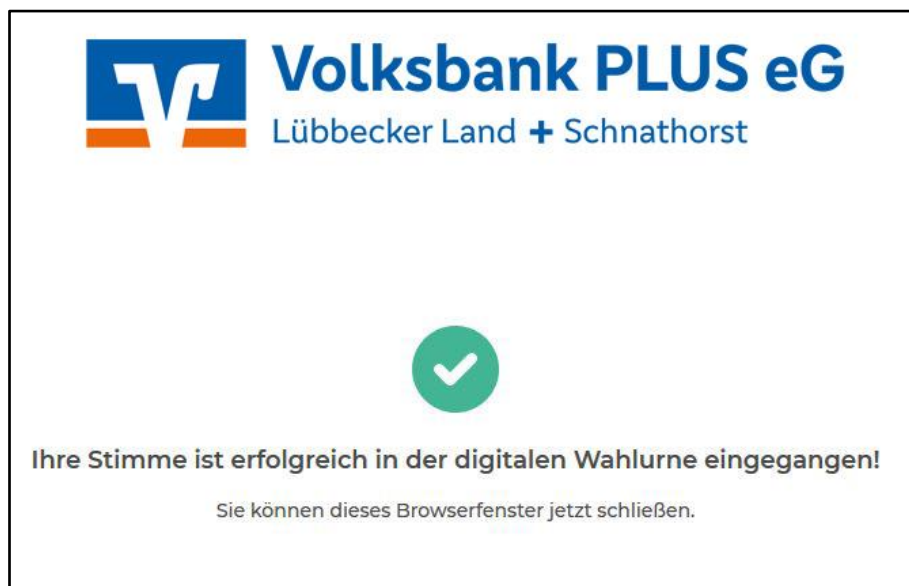 Volksbank PLUS eG
Lübbecker Land + Schnathorst
Ihre Stimme ist erfolgreich in der digitalen Wahlurne eingegangen!
Sie können dieses Browserfenster jetzt schließen.